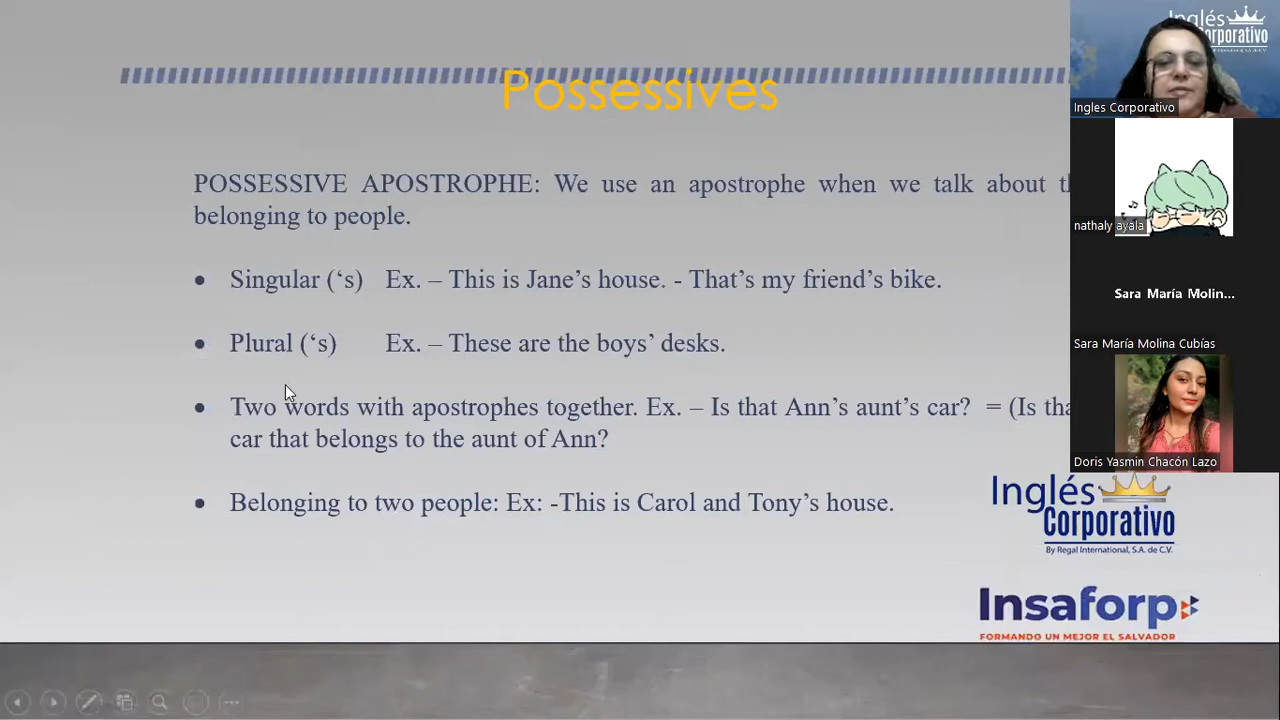 Possessives
POSSESSIVE APOSTROPHE: We use an apostrophe when we talk about
belonging to people.
• Singular (‘s) Ex. – This is Jane’s house. - That’s my friend’s bike.
• Plural (‘s) Ex. – These are the boys’ desks.
• Two words with apostrophes together. Ex. – Is that Ann’s aunt’s car? = (Is
car that belongs to the aunt of Ann?
• Belonging to two people: Ex: -This is Carol and Tony’s house.
Inglés
Corporativo
By Regal International, S.A. de C.V.
Insaforp
FORMANDO UN MEJOR EL SALVADOR
Inglés
Corporativo
Ingles Corporativo
nathaly ayala
Sara María Molin...
Sara María Molina Cubías
Doris Yasmin Chacón Lazo